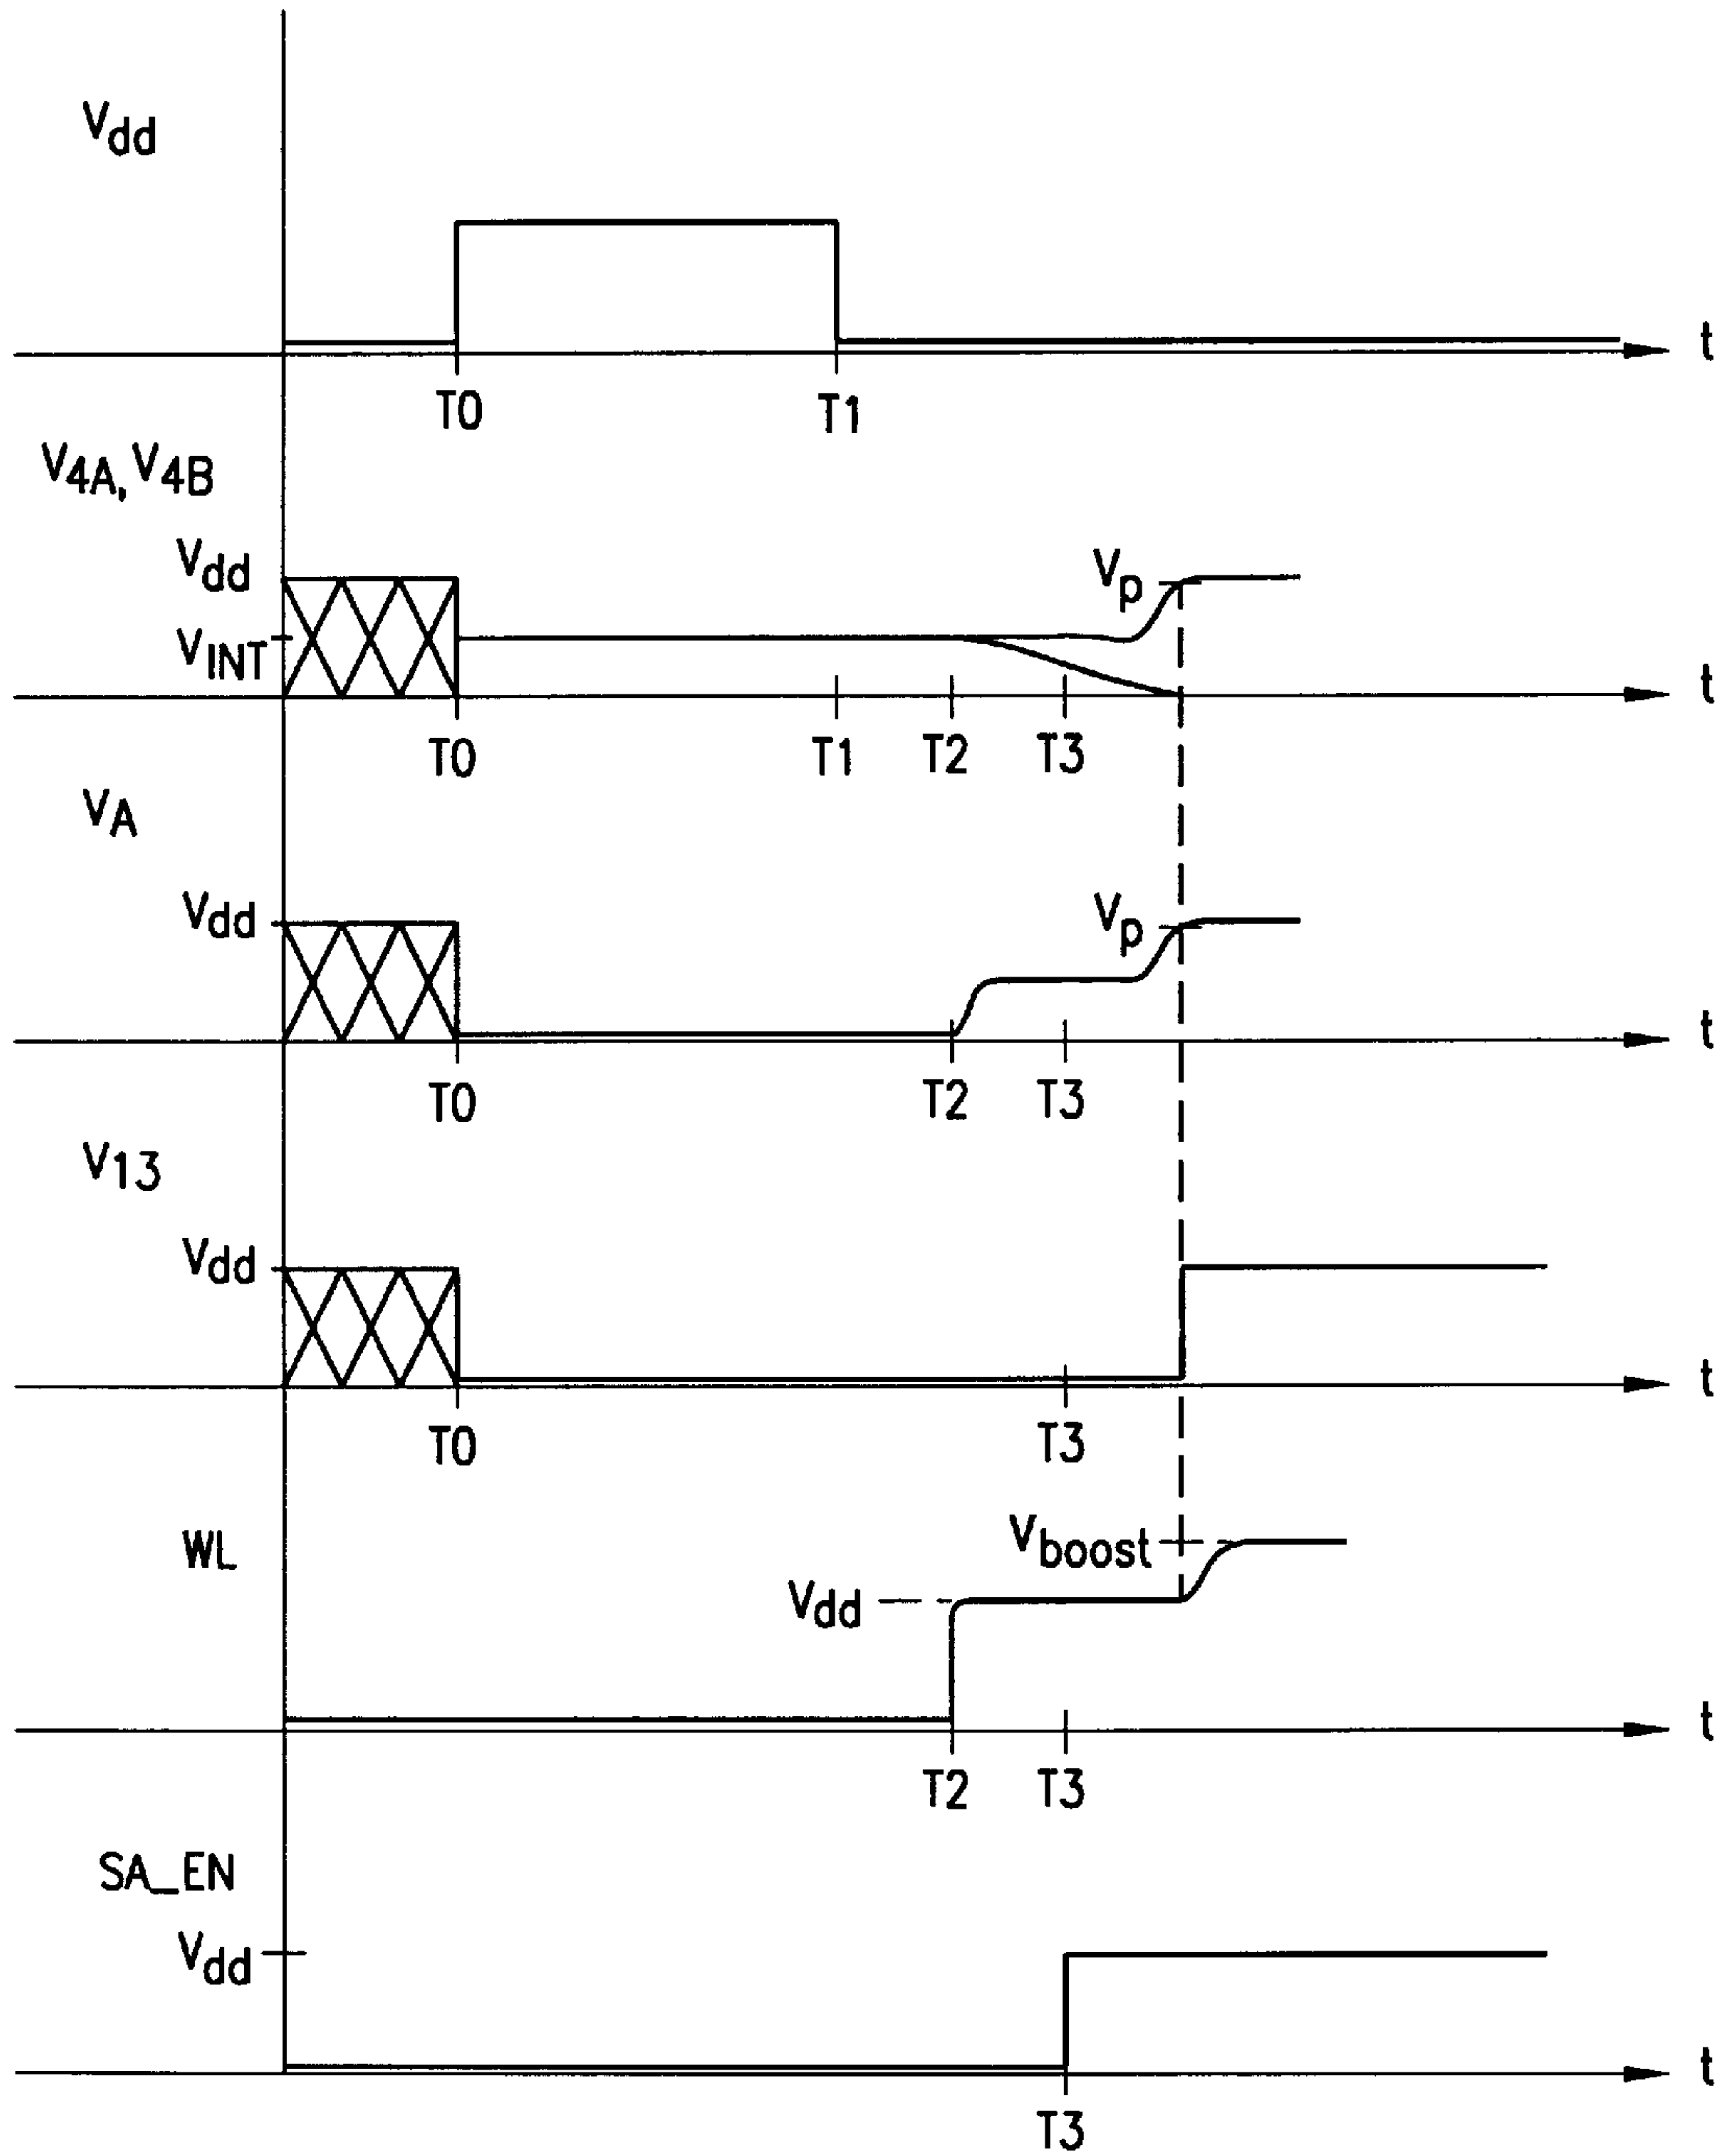 Vdd
t
T0 T1
V4A, V4B
Vdd
Vp
VINT
t
T0 T1 T2 T3
VA
Vdd
Vp
t
T0 T2 T3
V13
Vdd
t
T0 T3
WL
Vboost
Vdd
t
T2 T3
SA_EN
Vdd
t
T3